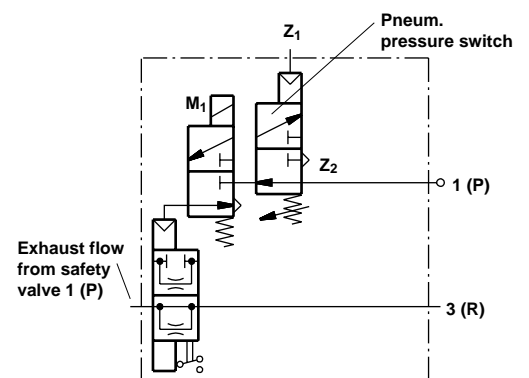 Pneum.
pressure switch
Z1
M1
Z2
1 (P)
Exhaust flow
from safety
valve 1 (P)
3 (R)